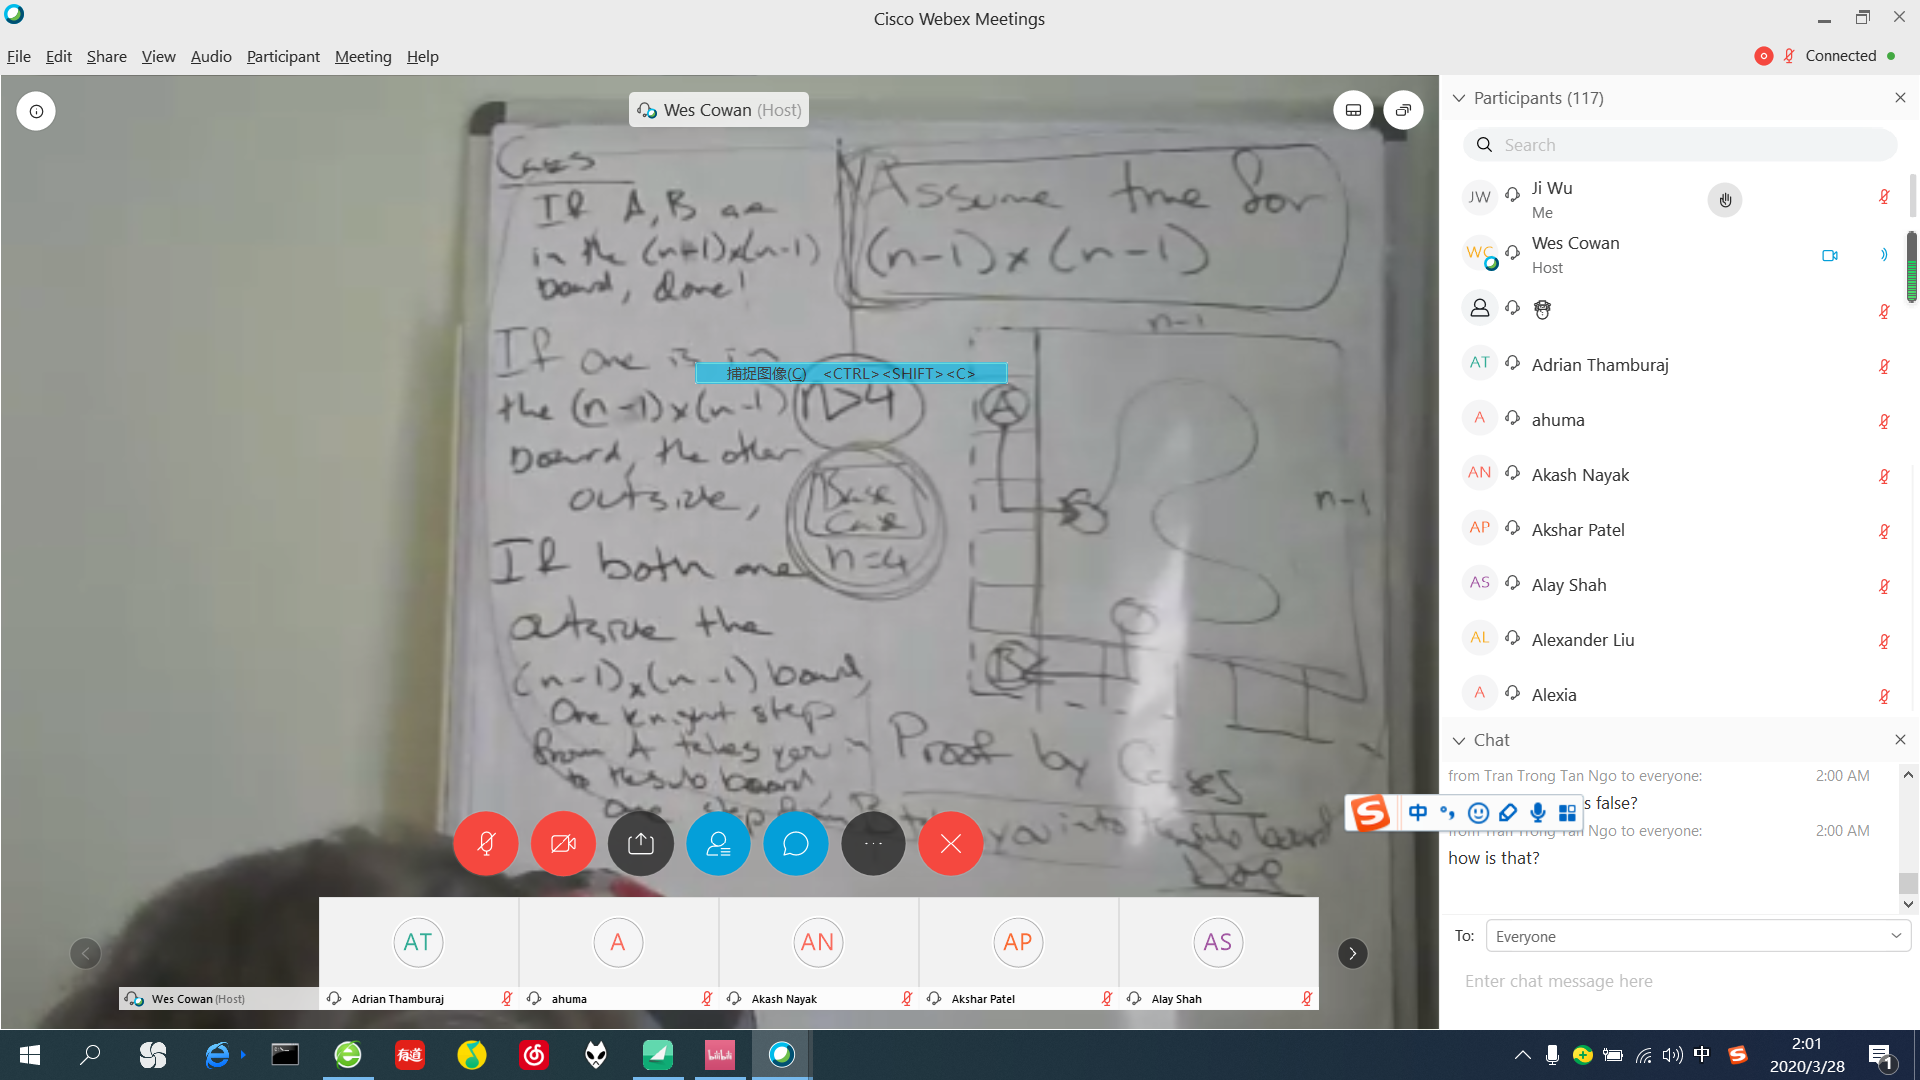 Cisco Webex Meetings
File Edit Share View Audio Participant Meeting Help
Connected
Wes Cowan (Host)
Cases
If A, B are
in the (n-1)x(n-1)
board, done!
If one is in
the (n-1)x(n-1)
board, the other
outside,
If both are
outside the
(n-1)x(n-1) board,
One knight step
from A takes you in
to the sub board
you into the sub board
Done
n>4
Base
Case
n=4
Assume true for
(n-1)x(n-1)
n-1
A
n-1
B
Proof by Cases
捕捉图像(C) <CTRL><SHIFT><C>
Participants (117)
Search
JW Ji Wu
Me
WC Wes Cowan
Host
AT Adrian Thamburaj
A ahuma
AN Akash Nayak
AP Akshar Patel
AS Alay Shah
AL Alexander Liu
A Alexia
Chat
from Tran Trong Tan Ngo to everyone: 2:00 AM
s false?
from Trong Tan Ngo to everyone: 2:00 AM
how is that?
中
To: Everyone
Enter chat message here
AT A AN AP AS
Wes Cowan (Host) Adrian Thamburaj ahuma Akash Nayak Akshar Patel Alay Shah
有道
中
2:01
2020/3/28
1